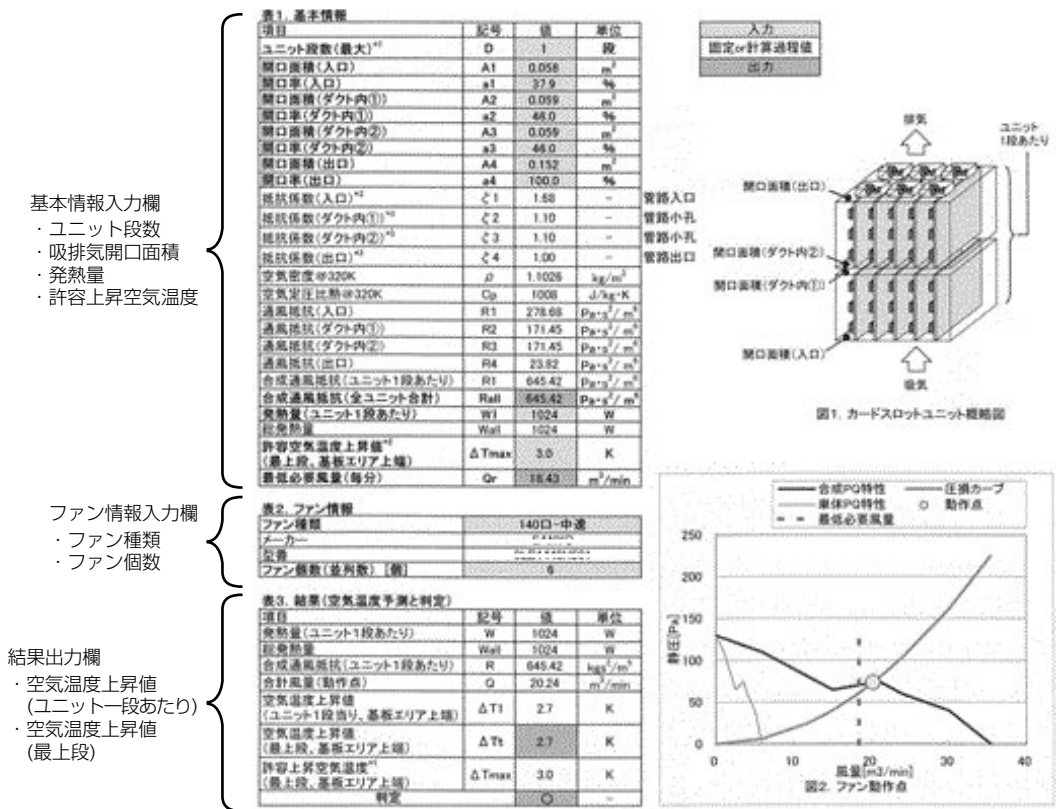 基本情報入力欄
・ユニット段数
・吸排気開口面積
・発熱量
・許容上昇空気温度
ファン情報入力欄
・ファン種類
・ファン個数
結果出力欄
・空気温度上昇値
(ユニット一段あたり)
・空気温度上昇値
(最上段)
表1. 基本情報
項目 記号 値 単位
ユニット段数(最大) D 1 段
開口面積(入口) A1 0.058 m²
開口率(入口) a1 37.9 %
開口面積(ダクト内①) A2 0.059 m²
開口率(ダクト内①) a2 46.0 %
開口面積(ダクト内②) A3 0.059 m²
開口率(ダクト内②) a3 46.0 %
開口面積(出口) A4 0.152 m²
開口率(出口) a4 100.0 %
抵抗係数(入口) ζ1 1.68 - 管路入口
抵抗係数(ダクト内①) ζ2 1.10 - 管路小孔
抵抗係数(ダクト内②) ζ3 1.10 - 管路小孔
抵抗係数(出口) ζ4 1.00 - 管路出口
空気密度@320K ρ 1.1026 kg/m³
空気定圧比熱@320K Cp 1008 J/kg・K
通風抵抗(入口) R1 278.68 Pa・s²/m⁶
通風抵抗(ダクト内①) R2 171.45 Pa・s²/m⁶
通風抵抗(ダクト内②) R3 171.45 Pa・s²/m⁶
通風抵抗(出口) R4 23.82 Pa・s²/m⁶
合成通風抵抗(ユニット1段あたり) R1 645.42 Pa・s²/m⁶
合成通風抵抗(全ユニット合計) Rall 645.42 Pa・s²/m⁶
発熱量(ユニット1段あたり) W1 1024 W
総発熱量 Wall 1024 W
許容空気温度上昇値
(最上段、基板エリア上端) ΔTmax 3.0 K
最低必要風量(毎分) Qr 18.43 m³/min
表2. ファン情報
ファン種類 140口-中速
メーカー
型番
ファン個数(並列数) [個] 6
表3. 結果(空気温度予測と判定)
項目 記号 値 単位
発熱量(ユニット1段あたり) W 1024 W
総発熱量 Wall 1024 W
合成通風抵抗(ユニット1段あたり) R 645.42 kgs²/m⁶
合計風量(動作点) Q 20.24 m³/min
空気温度上昇値
(ユニット1段当り、基板エリア上端) ΔT1 2.7 K
空気温度上昇値
(最上段、基板エリア上端) ΔTt 2.7 K
許容上昇空気温度*1
(最上段、基板エリア上端) ΔTmax 3.0 K
判定 ○ -
入力
固定or計算過程値
出力
排気
ユニット
1段あたり
開口面積(出口)
開口面積(ダクト内②)
開口面積(ダクト内①)
開口面積(入口)
吸気
図1. カードスロットユニット概略図
合成PQ特性 圧損カーブ
単体PQ特性 動作点
最低必要風量
静圧[Pa]
250
200
150
100
50
0
0 10 20 30 40
風量[m3/min]
図2. ファン動作点